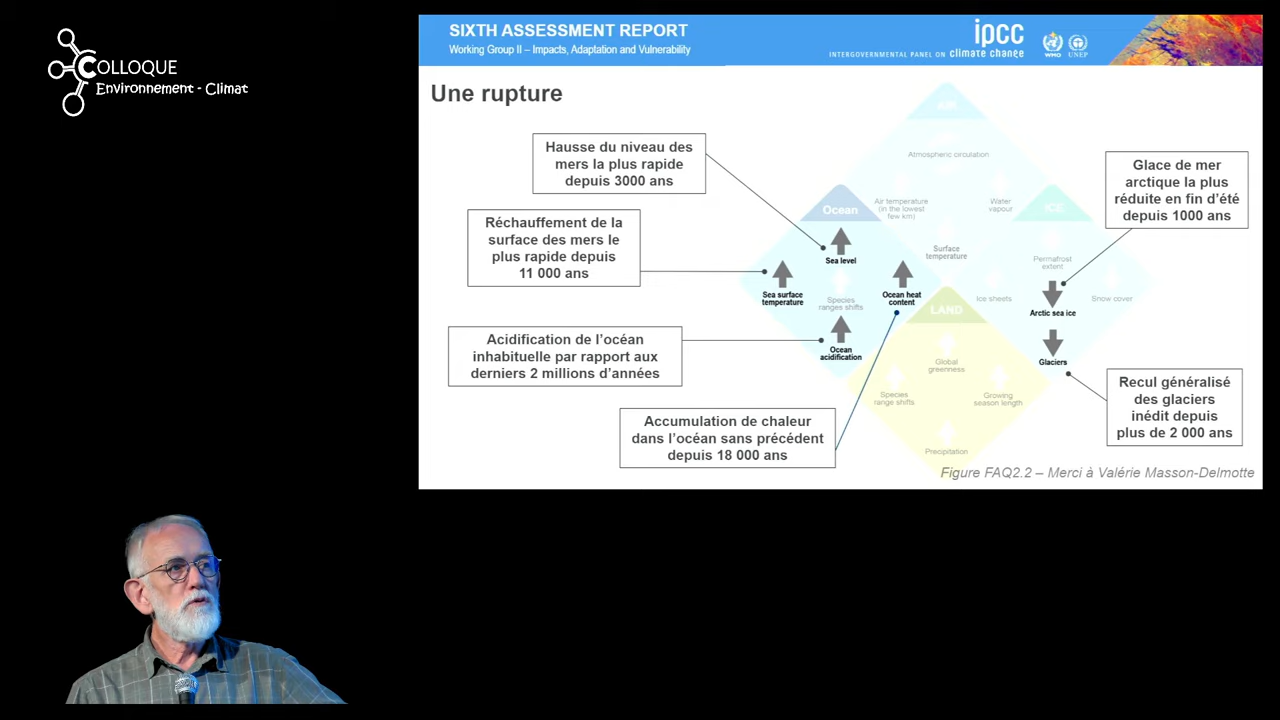 COLLOQUE
Environnement - Climat
SIXTH ASSESSMENT REPORT
Working Group II – Impacts, Adaptation and Vulnerability
ipcc
INTERGOVERNMENTAL PANEL ON climate change
WMO
UNEP
Une rupture
AIR
Atmospheric circulation
Hausse du niveau des
mers la plus rapide
depuis 3000 ans
Glace de mer
arctique la plus
réduite en fin d'été
depuis 1000 ans
Air temperature
(in the lowest
few km)
Water
vapour
Ocean
ICE
Réchauffement de la
surface des mers le
plus rapide depuis
11 000 ans
Sea level
Surface
temperature
Permafrost
extent
Sea surface
temperature
Species
ranges shifts
Ocean heat
content
Ice sheets
Snow cover
LAND
Arctic sea ice
Acidification de l'océan
inhabituelle par rapport aux
derniers 2 millions d'années
Ocean
acidification
Global
greenness
Glaciers
Species
range shifts
Growing
season length
Recul généralisé
des glaciers
inédit depuis
plus de 2 000 ans
Accumulation de chaleur
dans l'océan sans précédent
depuis 18 000 ans
Precipitation
Figure FAQ2.2 – Merci à Valérie Masson-Delmotte